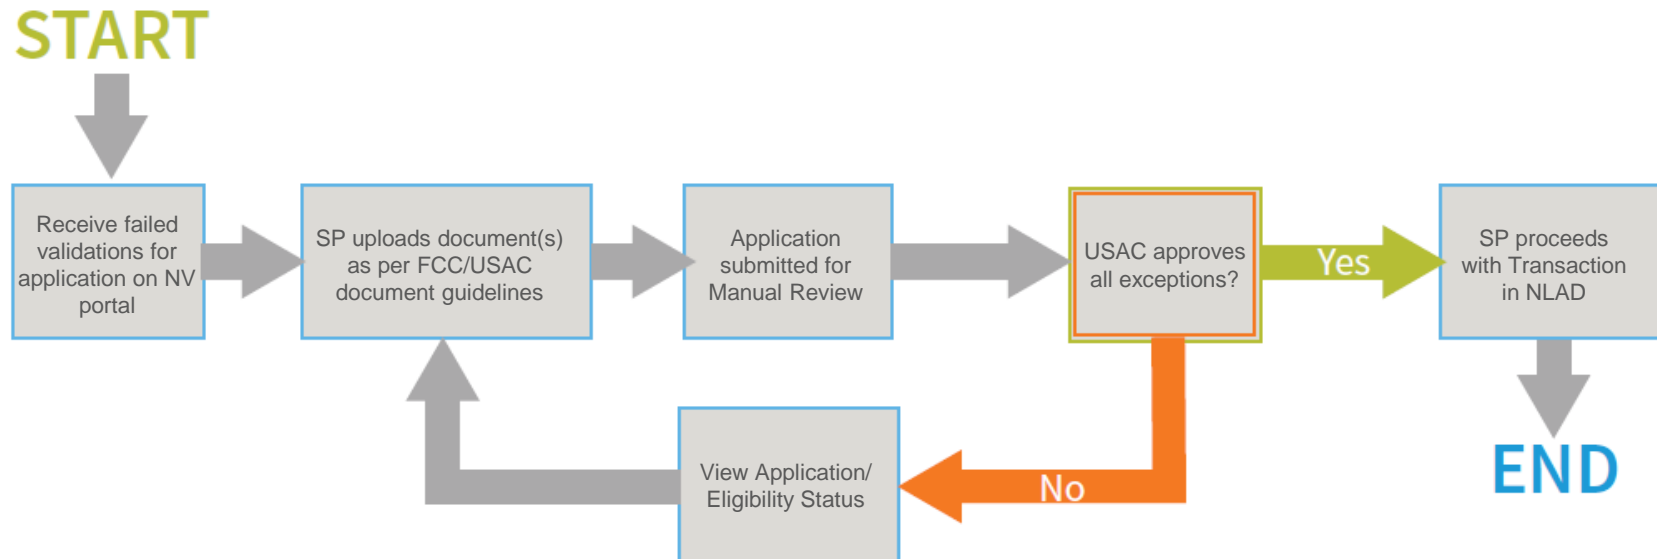 START
Receive failed
validations for
application on NV
portal
SP uploads document(s)
as per FCC/USAC
document guidelines
Application
submitted for
Manual Review
USAC approves
all exceptions?
Yes
SP proceeds
with Transaction
in NLAD
View Application/
Eligibility Status
No
END